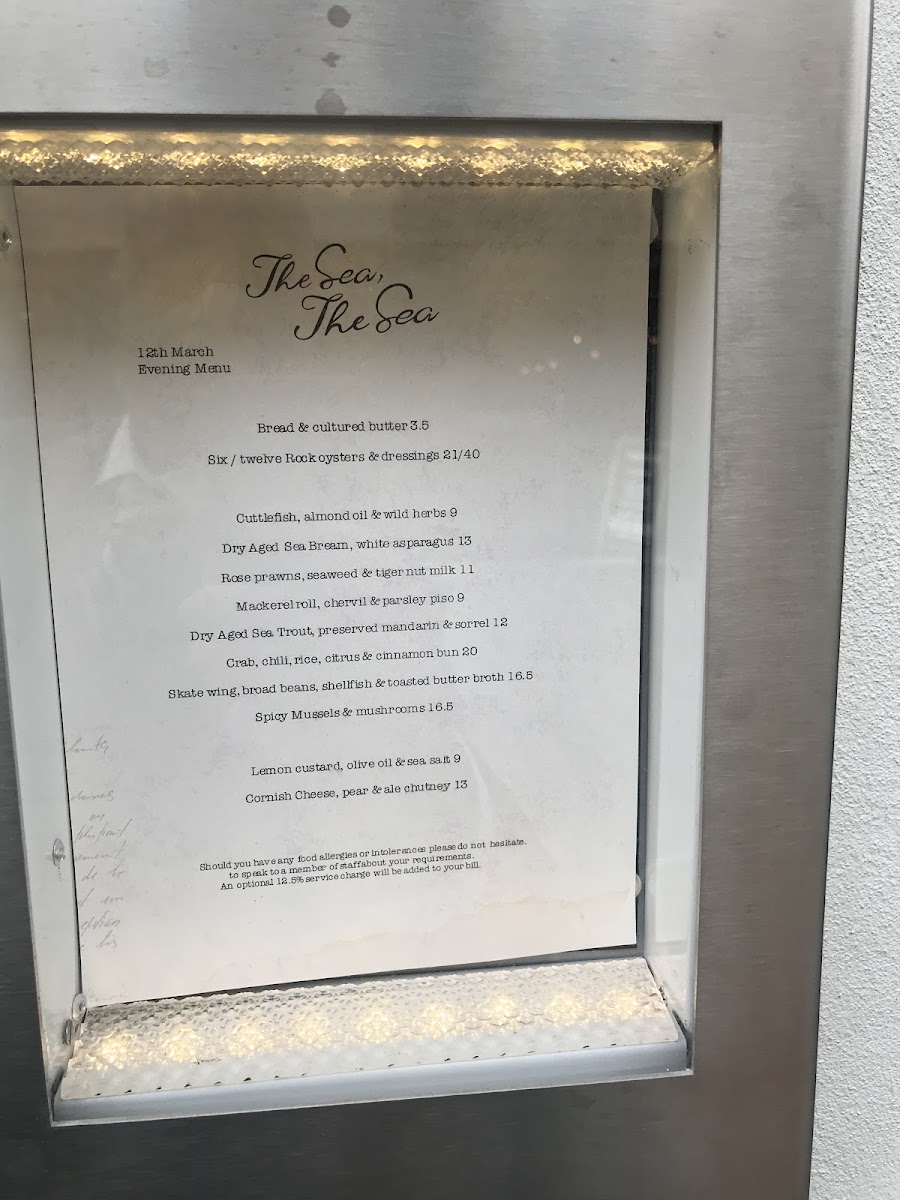 The Sea,
The Sea
12th March
Evening Menu
Bread & cultured butter 3.5
Six / twelve Rock oysters & dressings 21/40
Cuttlefish, almond oil & wild herbs 9
Dry Aged Sea Bream, white asparagus 13
Rose prawns, seaweed & tiger nut milk 11
Mackerel roll, chervil & parsley piso 9
Dry Aged Sea Trout, preserved mandarin & sorrel 12
Crab, chili, rice, citrus & cinnamon bun 20
Skate wing, broad beans, shellfish & toasted butter broth 16.5
Spicy Mussels & mushrooms 16.5
Lemon custard, olive oil & sea salt 9
Cornish Cheese, pear & ale chutney 13
Should you have any food allergies or intolerances please do not hesitate.
to speak to a member of staffabout your requirements.
An optional 12.5% service charge will be added to your bill.